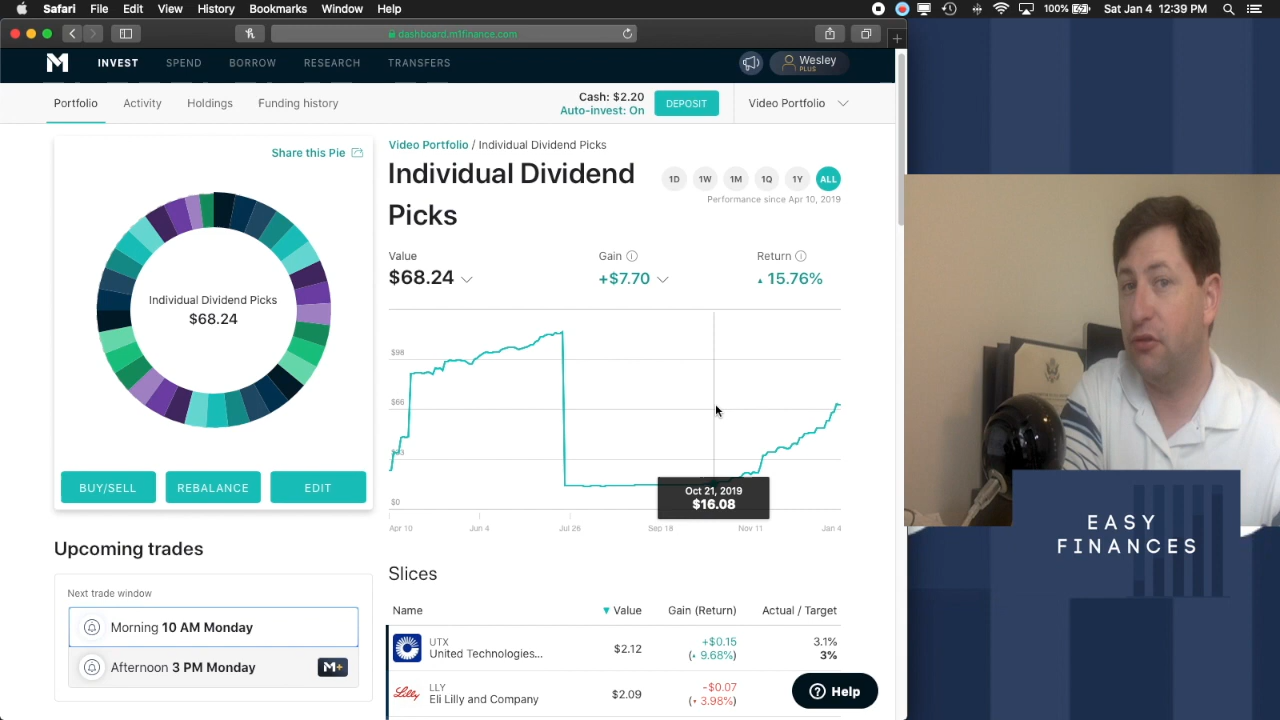 Safari File Edit View History Bookmarks Window Help
100% Sat Jan 4 12:39 PM
dashboard.m1finance.com
INVEST SPEND BORROW RESEARCH TRANSFERS
Wesley
PLUS
Portfolio Activity Holdings Funding history
Cash: $2.20
Auto-invest: On
DEPOSIT
Video Portfolio
Share this Pie
Individual Dividend Picks
$68.24
BUY/SELL REBALANCE EDIT
Upcoming trades
Next trade window
Morning 10 AM Monday
Afternoon 3 PM Monday
M+
Video Portfolio / Individual Dividend Picks
Individual Dividend
Picks
1D 1W 1M 1Q 1Y ALL
Performance since Apr 10, 2019
Value Gain Return
$68.24 +$7.70 15.76%
$98
$66
$33
$0
Oct 21, 2019
$16.08
Apr 10 Jun 4 Jul 26 Sep 18 Nov 11 Jan 4
Slices
Name Value Gain (Return) Actual / Target
UTX
United Technologies...
$2.12
+$0.15
(▲ 9.68%)
3.1%
3%
LLY
Lilly
Eli Lilly and Company
$2.09
-$0.07
(▼ 3.98%)
Help
EASY
FINANCES